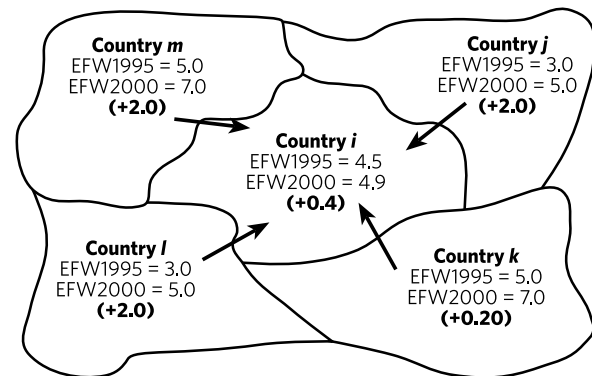 Country m
EFW1995 = 5.0
EFW2000 = 7.0
(+2.0)
Country j
EFW1995 = 3.0
EFW2000 = 5.0
(+2.0)
Country i
EFW1995 = 4.5
EFW2000 = 4.9
(+0.4)
Country l
EFW1995 = 3.0
EFW2000 = 5.0
(+2.0)
Country k
EFW1995 = 5.0
EFW2000 = 7.0
(+0.20)